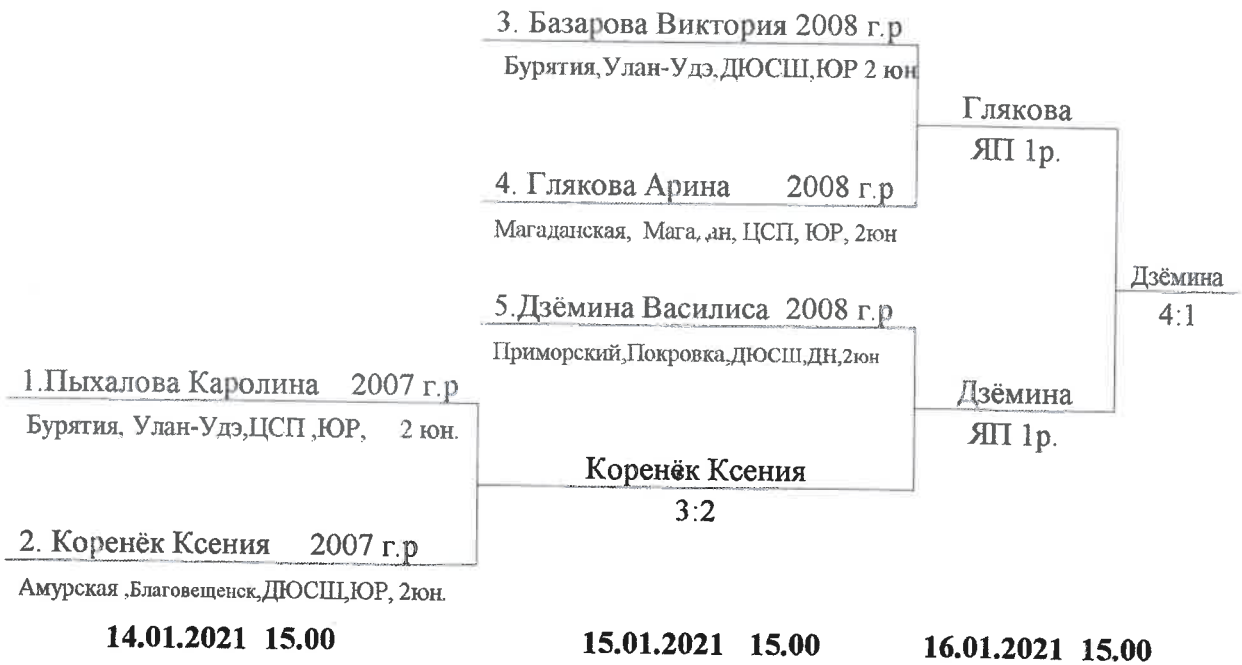 3. Базарова Виктория 2008 г.р
Бурятия,Улан-Удэ,ДЮСШ,ЮР 2 юн
Глякова
ЯП 1р.
4. Глякова Арина 2008 г.р
Магаданская, ЦСП, ЮР, 2юн
Дзёмина
4:1
5.Дзёмина Василиса 2008 г.р
Приморский,Покровка,ДЮСШ,ДН,2юн
1.Пыхалова Каролина 2007 г.р
Бурятия, Улан-Удэ,ЦСП ,ЮР, 2 юн.
Дзёмина
ЯП 1р.
Коренёк Ксения
3:2
2. Коренёк Ксения 2007 г.р
Амурская ,Благовещенск,ДЮСШ,ЮР, 2юн.
14.01.2021 15.00
15.01.2021 15.00
16.01.2021 15.00